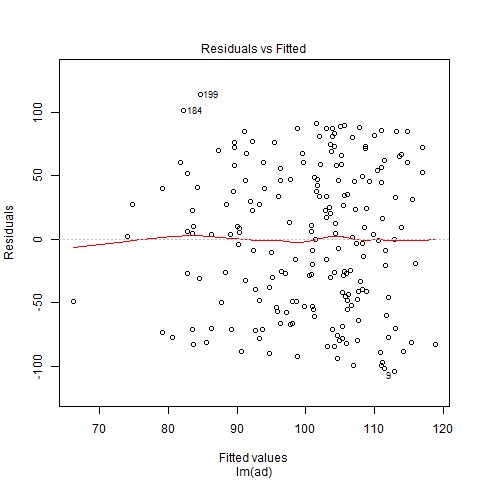 Residuals vs Fitted
199
184
9
100
50
0
-50
-100
Residuals
70 80 90 100 110 120
Fitted values
lm(ad)